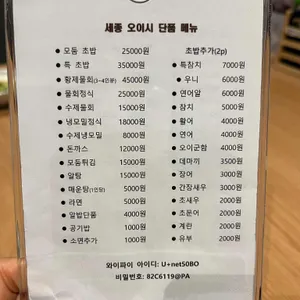 세종 오이시 단품 메뉴
• 모둠 초밥 25000원
• 특 초밥 35000원
• 황제물회(3~4인분) 45000원
• 물회정식 25000원
• 수제물회 15000원
• 냉모밀정식 18000원
• 수제냉모밀 8000원
• 돈까스 12000원
• 모둠튀김 15000원
• 알탕 15000원
• 매운탕(1인당) 5000원
• 라면 5000원
• 알밥단품 4000원
• 공기밥 1000원
• 소면추가 1000원
초밥추가(2p)
• 특참치 7000원
• 우니 6000원
• 연어알 6000원
• 참치 5000원
• 활어 4000원
• 연어 4000원
• 오이군함 4000원
• 데마끼 3500원
• 장어 3000원
• 간장새우 3000원
• 초새우 2000원
• 초문어 2000원
• 계란 2000원
• 유부 2000원
와이파이 아이디: U+net50BO
비밀번호: 82C6119@PA